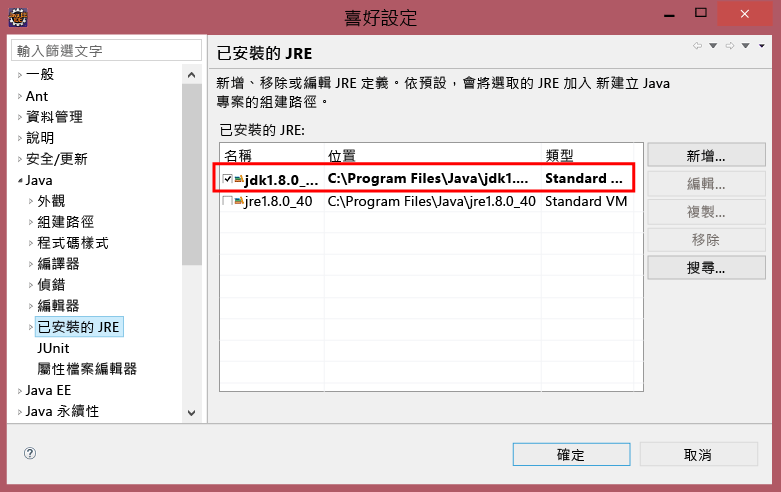 喜好設定
輸入篩選文字
一般
Ant
資料管理
說明
安全/更新
Java
外觀
組建路徑
程式碼樣式
編譯器
偵錯
編輯器
已安裝的 JRE
JUnit
屬性檔案編輯器
Java EE
Java 永續性
已安裝的 JRE
新增、移除或編輯 JRE 定義。依預設，會將選取的 JRE 加入 新建立 Java
專案的組建路徑。
已安裝的 JRE:
名稱 位置 類型
jdk1.8.0_... C:\Program Files\Java\jdk1.... Standard ...
jre1.8.0_40 C:\Program Files\Java\jre1.8.0_40 Standard VM
新增...
編輯...
複製...
移除
搜尋...
確定 取消